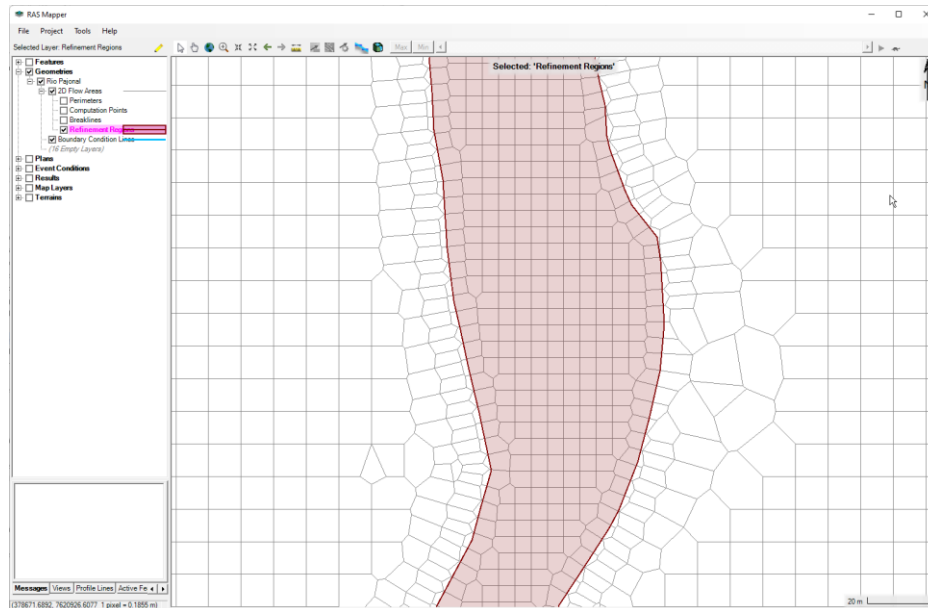 RAS Mapper
File Project Tools Help
Selected Layer: Refinement Regions
Max Min
Selected: 'Refinement Regions'
Features
Geometries
Rio Pajonal
2D Flow Areas
Perimeters
Computation Points
Breaklines
Refinement Regions
Boundary Condition Lines
(16 Empty Layers)
Plans
Event Conditions
Results
Map Layers
Terrains
Messages Views Profile Lines Active Fe
(378671.6892, 7620926.6077 1 pixel = 0.1855 m)
20 m